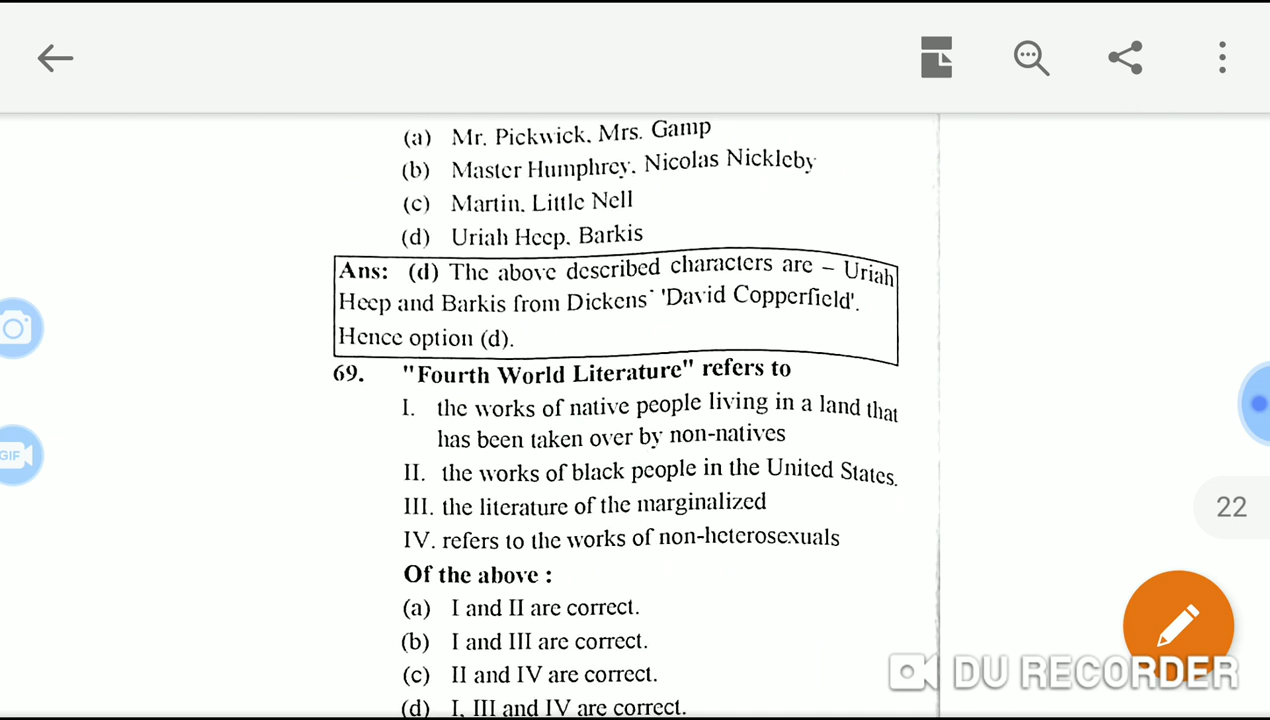 (a) Mr. Pickwick, Mrs. Gamp
(b) Master Humphrey, Nicolas Nickleby
(c) Martin, Little Nell
(d) Uriah Heep, Barkis
Ans: (d) The above described characters are – Uriah
Heep and Barkis from Dickens' 'David Copperfield'.
Hence option (d).
69. "Fourth World Literature" refers to
I. the works of native people living in a land that
has been taken over by non-natives
II. the works of black people in the United States.
III. the literature of the marginalized
IV. refers to the works of non-heterosexuals
Of the above :
(a) I and II are correct.
(b) I and III are correct.
(c) II and IV are correct.
(d) I, III and IV are correct.
22
GIF
DU RECORDER